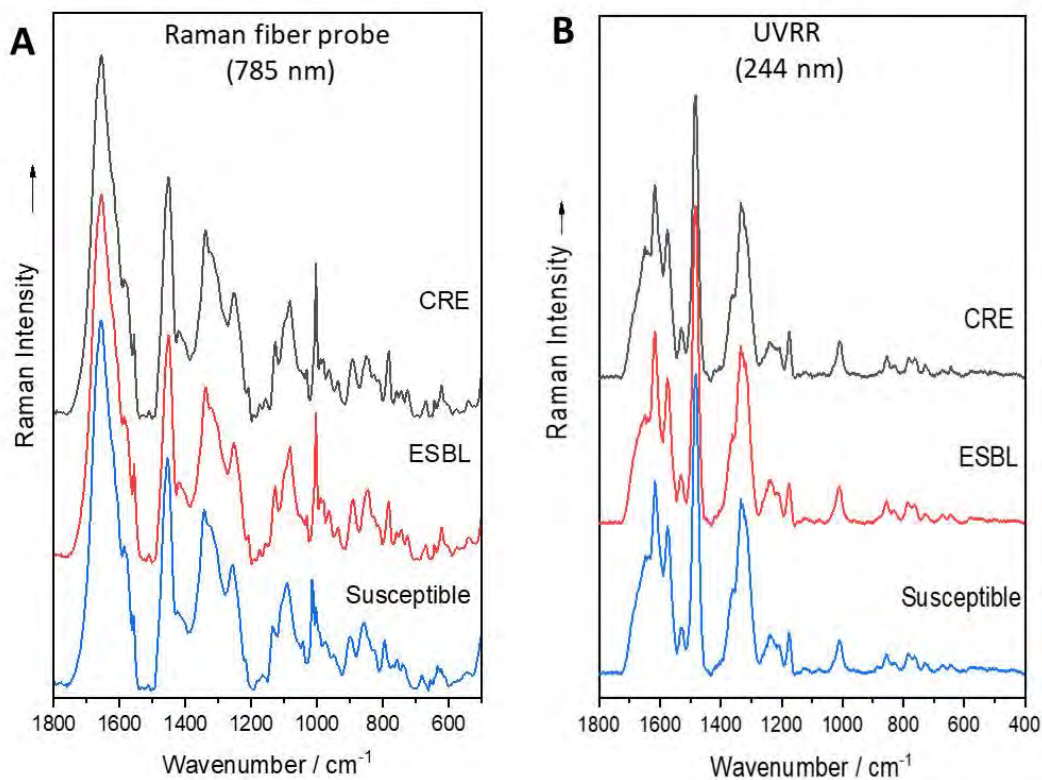 A
Raman fiber probe
(785 nm)
Raman Intensity
CRE
ESBL
Susceptible
1800 1600 1400 1200 1000 800 600
Wavenumber / cm⁻¹
B
UVRR
(244 nm)
Raman Intensity
CRE
ESBL
Susceptible
1800 1600 1400 1200 1000 800 600 400
Wavenumber / cm⁻¹